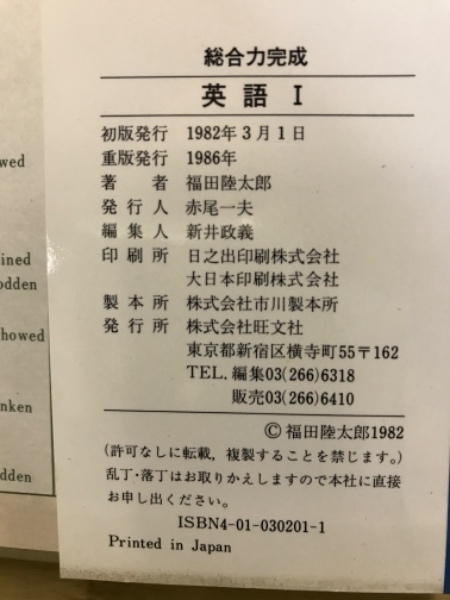 総合力完成
英語 I
初版発行 1982年3月1日
重版発行 1986年
著者 福田陸太郎
発行人 赤尾一夫
編集人 新井政義
印刷所 日之出印刷株式会社
大日本印刷株式会社
製本所 株式会社市川製本所
発行所 株式会社旺文社
東京都新宿区横寺町55〒162
TEL.編集03(266)6318
販売03(266)6410
©福田陸太郎1982
(許可なしに転載,複製することを禁じます。)
乱丁・落丁はお取りかえしますので本社に直接
お申し出ください。
ISBN4-01-030201-1
Printed in Japan
wed
ined
odden
howed
nken
dden